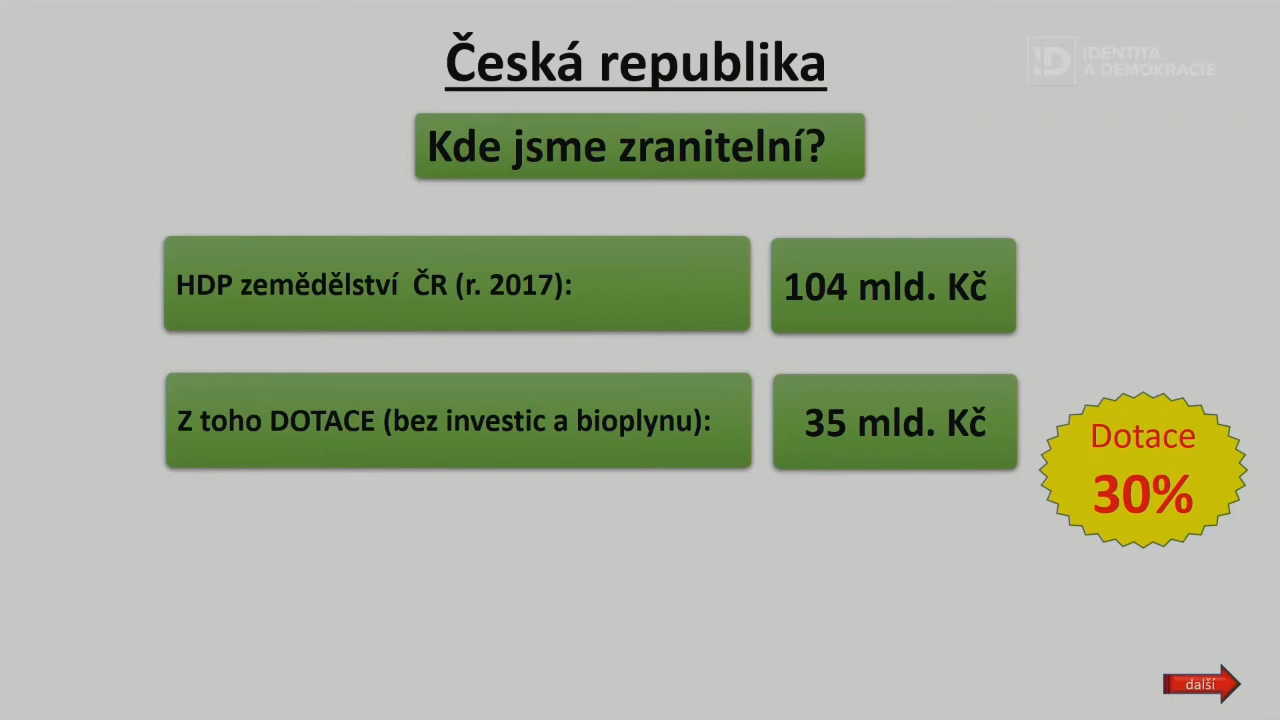 Česká republika
!D IDENTITA
A DEMOKRACIE
Kde jsme zranitelní?
HDP zemědělství ČR (r. 2017):
104 mld. Kč
Z toho DOTACE (bez investic a bioplynu):
35 mld. Kč
Dotace
30%
další